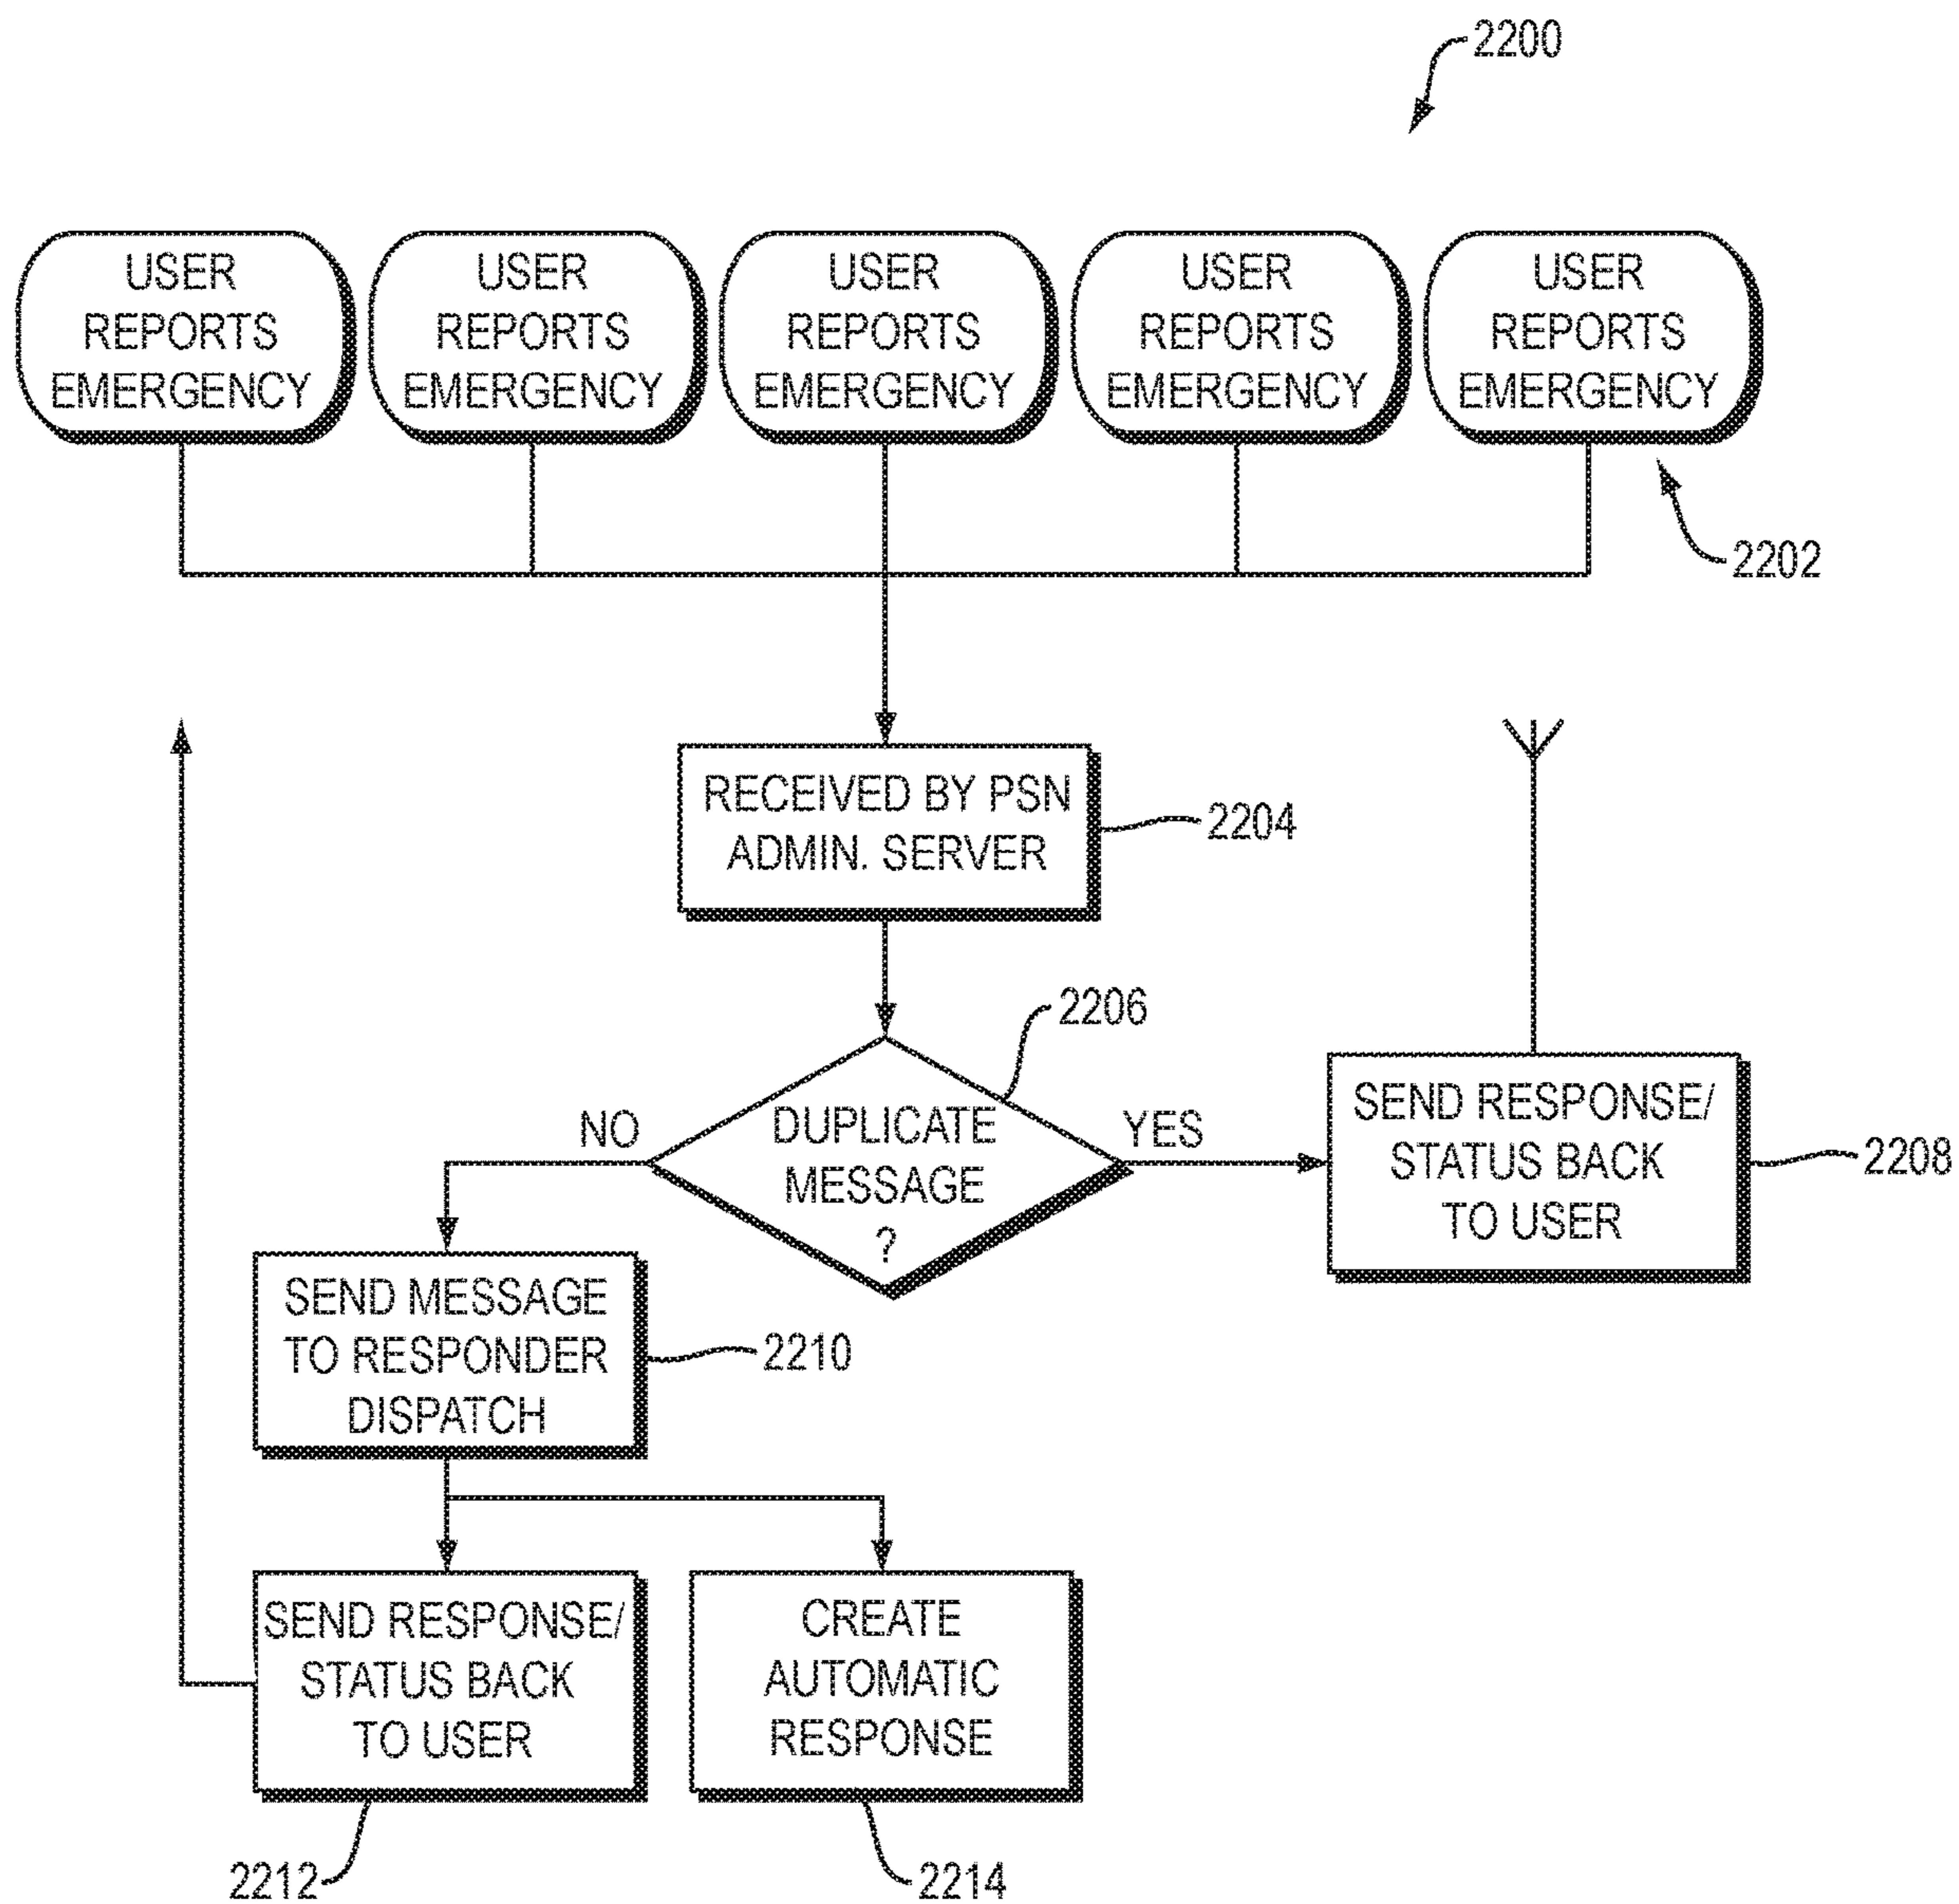 2200
USER
REPORTS
EMERGENCY
USER
REPORTS
EMERGENCY
USER
REPORTS
EMERGENCY
USER
REPORTS
EMERGENCY
USER
REPORTS
EMERGENCY
2202
RECEIVED BY PSN
ADMIN. SERVER
2204
2206
DUPLICATE
MESSAGE
?
NO
YES
SEND RESPONSE/
STATUS BACK
TO USER
2208
SEND MESSAGE
TO RESPONDER
DISPATCH
2210
SEND RESPONSE/
STATUS BACK
TO USER
CREATE
AUTOMATIC
RESPONSE
2212
2214